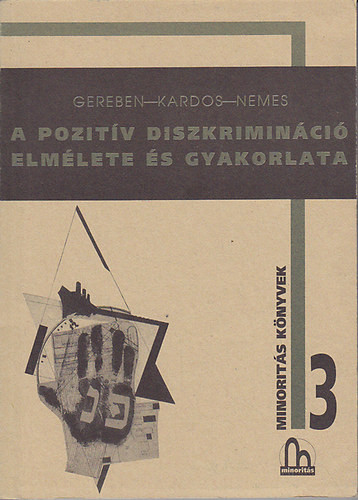 GEREBEN—KARDOS—NEMES
A POZITÍV DISZKRIMINÁCIÓ
ELMÉLETE ÉS GYAKORLATA
MINORITÁS KÖNYVEK
3
minoritás